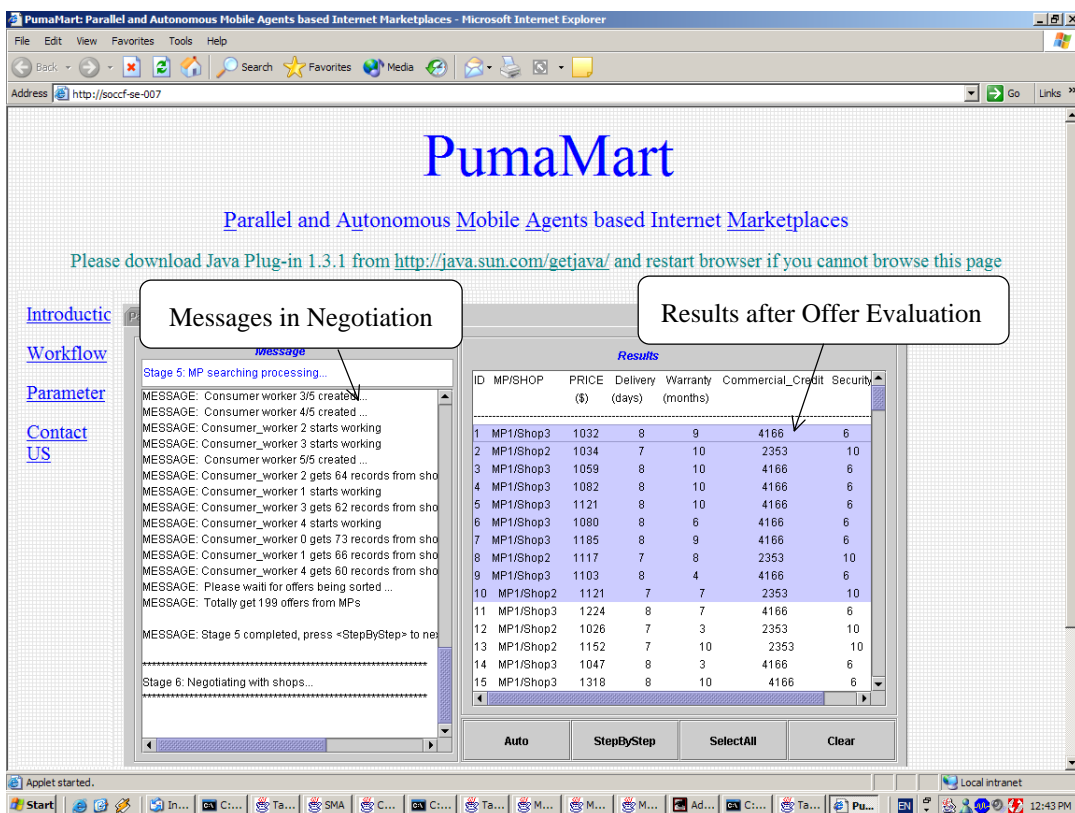 PumaMart: Parallel and Autonomous Mobile Agents based Internet Marketplaces - Microsoft Internet Explorer
File Edit View Favorites Tools Help
Back Search Favorites Media
Address http://soccf-se-007 Go Links »
PumaMart
Parallel and Autonomous Mobile Agents based Internet Marketplaces
Please download Java Plug-in 1.3.1 from http://java.sun.com/getjava/ and restart browser if you cannot browse this page
Introductic
Workflow
Parameter
Contact
US
Messages in Negotiation
Results after Offer Evaluation
Message
Stage 5: MP searching processing...
MESSAGE: Consumer worker 3/5 created ...
MESSAGE: Consumer worker 4/5 created ...
MESSAGE: Consumer_worker 2 starts working
MESSAGE: Consumer_worker 3 starts working
MESSAGE: Consumer worker 5/5 created ...
MESSAGE: Consumer_worker 2 gets 64 records from sho
MESSAGE: Consumer_worker 1 starts working
MESSAGE: Consumer_worker 3 gets 62 records from sho
MESSAGE: Consumer_worker 4 starts working
MESSAGE: Consumer_worker 0 gets 73 records from sho
MESSAGE: Consumer_worker 1 gets 66 records from sho
MESSAGE: Consumer_worker 4 gets 60 records from sho
MESSAGE: Please waiti for offers being sorted ...
MESSAGE: Totally get 199 offers from MPs
MESSAGE: Stage 5 completed, press <StepByStep> to ne
******************************************************************
Stage 6: Negotiating with shops...
******************************************************************
Results
ID MP/SHOP PRICE Delivery Warranty Commercial_Credit Security
($) (days) (months)
1 MP1/Shop3 1032 8 9 4166 6
2 MP1/Shop2 1034 7 10 2353 10
3 MP1/Shop3 1059 8 10 4166 6
4 MP1/Shop3 1082 8 10 4166 6
5 MP1/Shop3 1121 8 10 4166 6
6 MP1/Shop3 1080 8 6 4166 6
7 MP1/Shop3 1185 8 9 4166 6
8 MP1/Shop2 1117 7 8 2353 10
9 MP1/Shop3 1103 8 4 4166 6
10 MP1/Shop2 1121 7 7 2353 10
11 MP1/Shop3 1224 8 7 4166 6
12 MP1/Shop2 1026 7 3 2353 10
13 MP1/Shop2 1152 7 10 2353 10
14 MP1/Shop3 1047 8 3 4166 6
15 MP1/Shop3 1318 8 10 4166 6
Auto StepByStep SelectAll Clear
Applet started. Local intranet
Start In... C:... Ta... SMA C... C:... Ta... M... M... M... Ad... C:... Ta... Pu... EN 12:43 PM